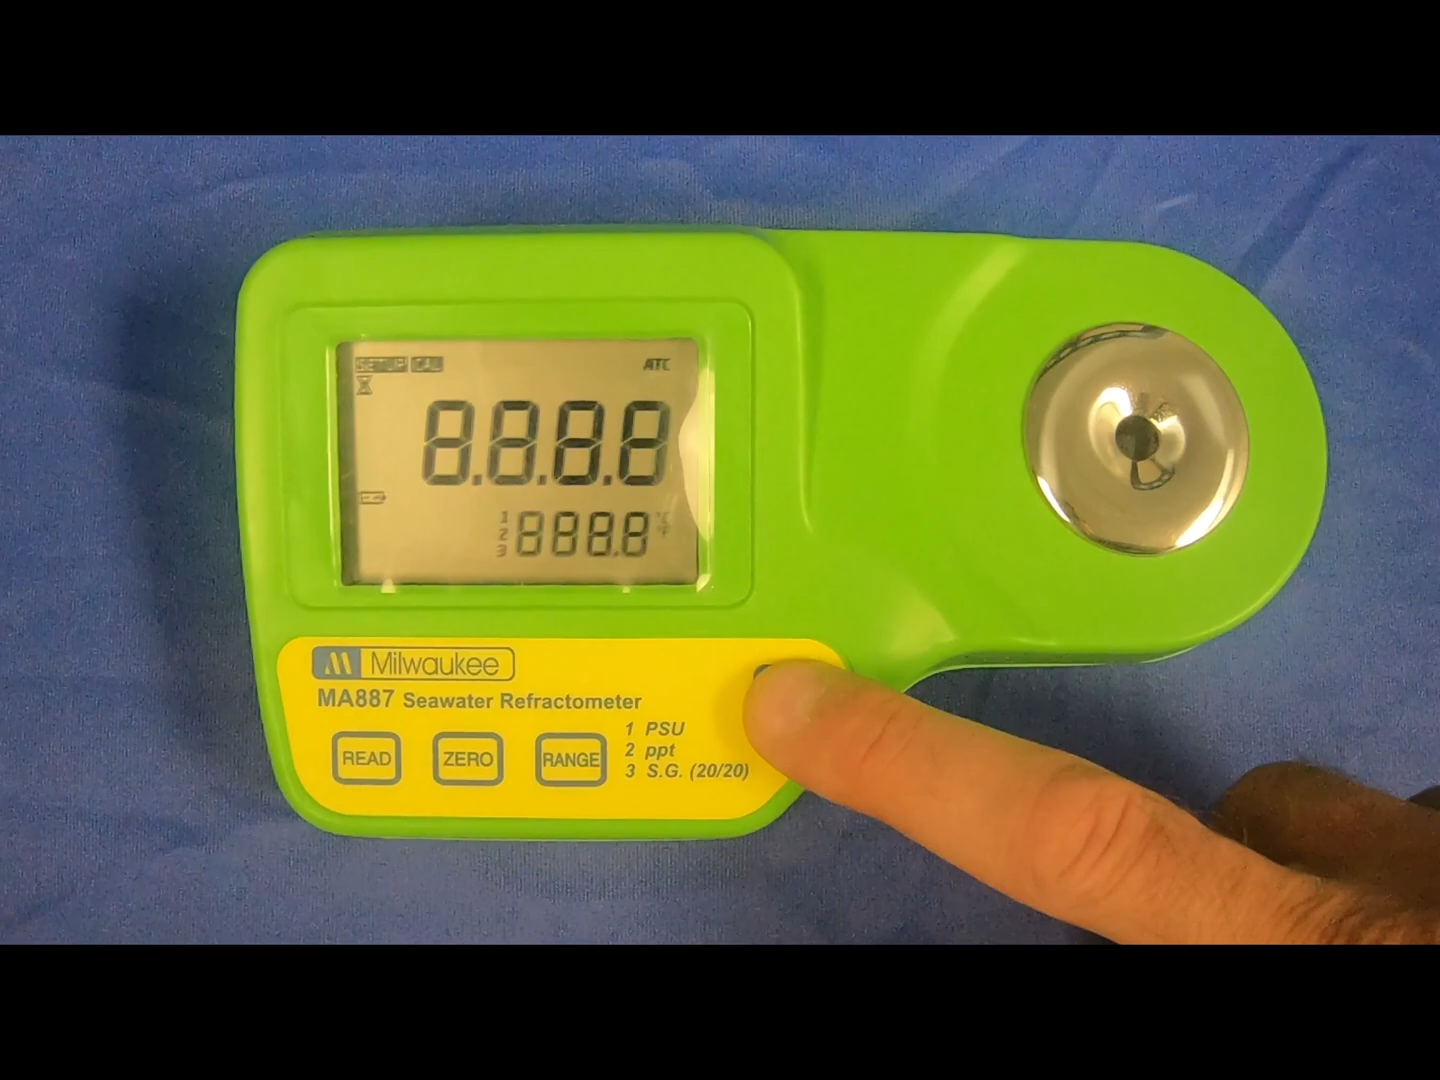 SETUP CAL ATC
8.8.8.8
1
2
3
888.8 °C °F
Milwaukee
MA887 Seawater Refractometer
READ ZERO RANGE
1 PSU
2 ppt
3 S.G. (20/20)